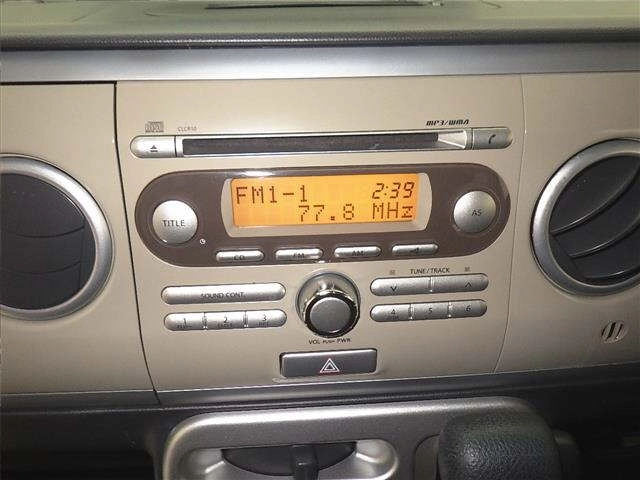 CLCR10
MP3/WMA
FM1-1 2:39
77.8 MHz
TITLE
AS
CD FM AM
TUNE/TRACK
SOUND CONT.
1 2 3
4 5 6
VOL PUSH PWR